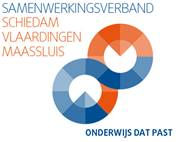 SAMENWERKINGSVERBAND
SCHIEDAM
VLAARDINGEN
MAASSLUIS
ONDERWIJS DAT PAST